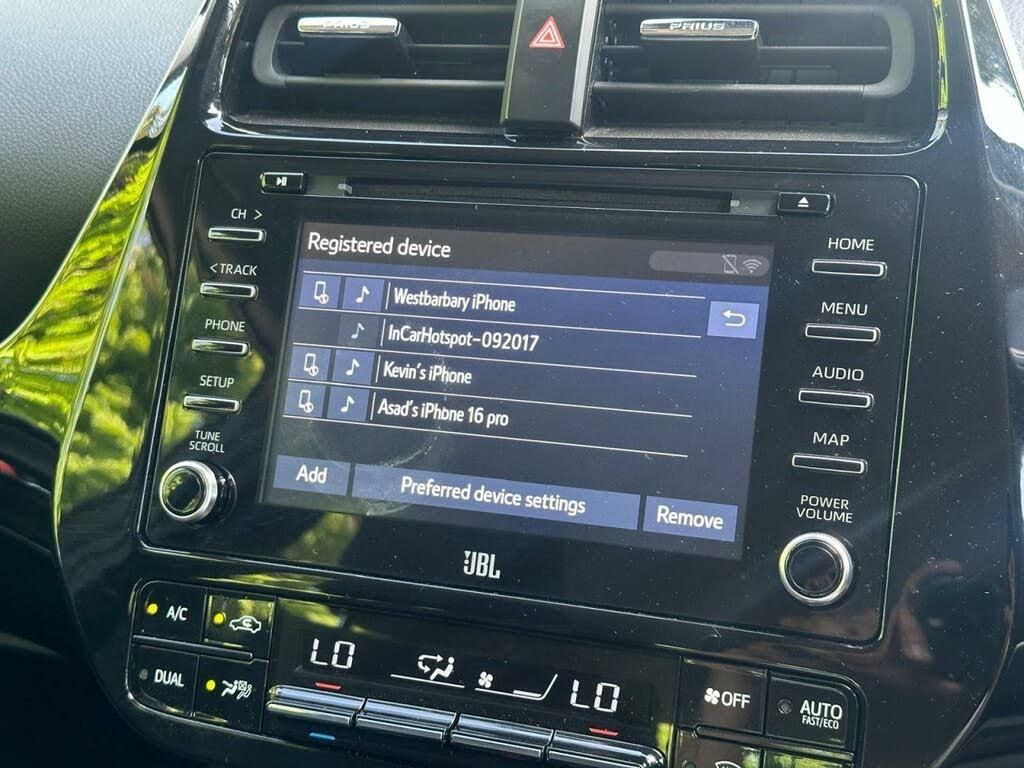 PRIUS
PRIUS
CH >
< TRACK
PHONE
SETUP
TUNE
SCROLL
Registered device
Westbarbary iPhone
InCarHotspot-092017
Kevin's iPhone
Asad's iPhone 16 pro
Add
Preferred device settings
Remove
HOME
MENU
AUDIO
MAP
POWER
VOLUME
JBL
A/C
DUAL
LO
LO
OFF
AUTO
FAST/ECO